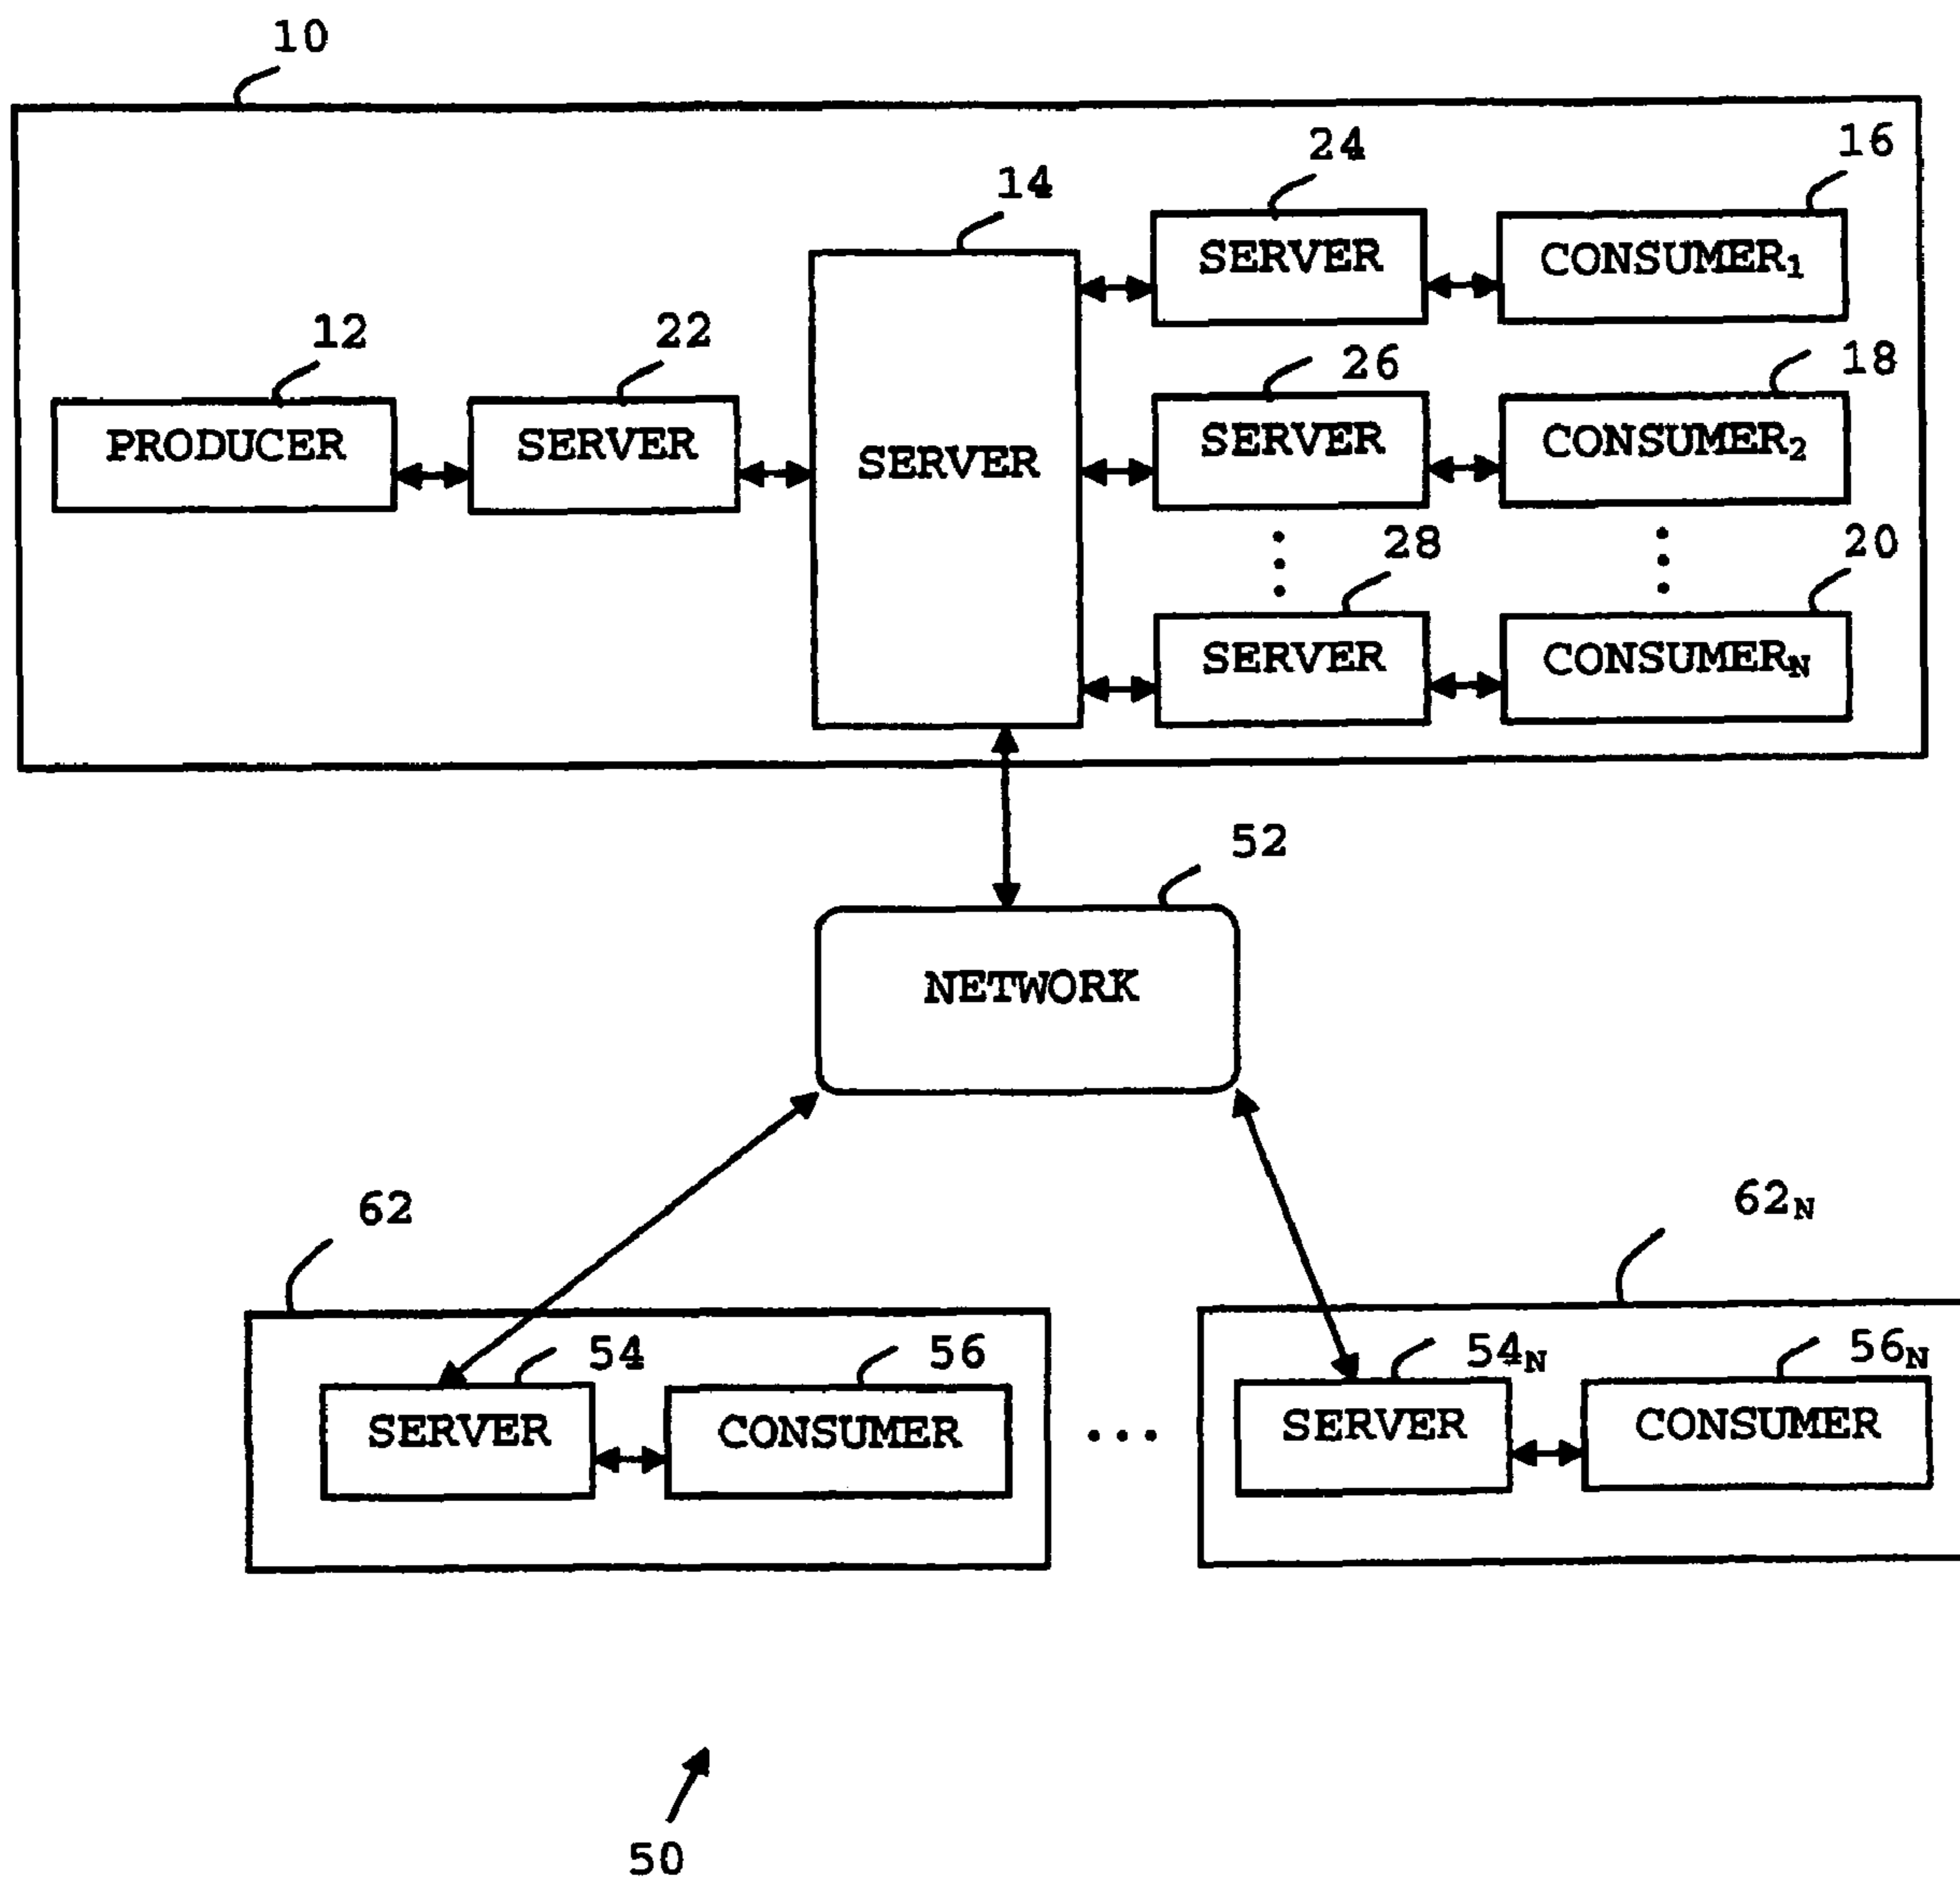 10
24
16
14
SERVER
CONSUMER₁
12
22
26
18
PRODUCER
SERVER
SERVER
SERVER
CONSUMER₂
28
20
SERVER
CONSUMERN
52
NETWORK
62
62N
54
56
54N
56N
SERVER
CONSUMER
...
SERVER
CONSUMER
50